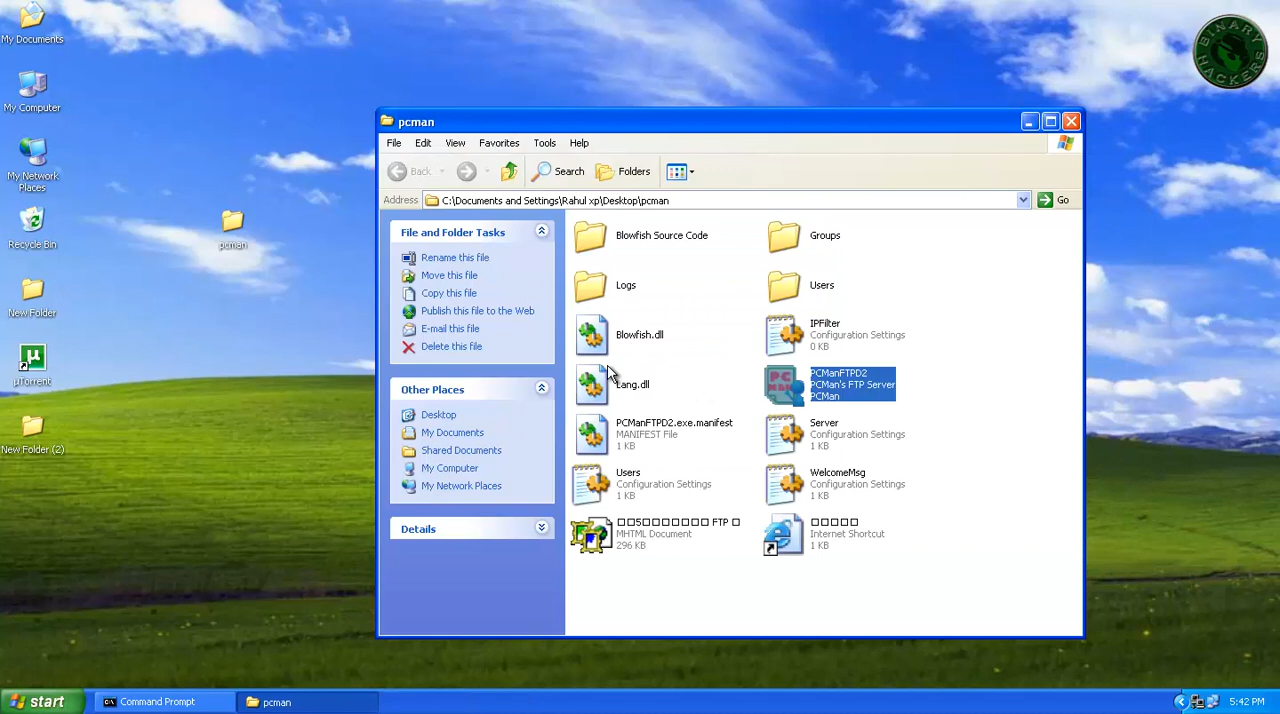 My Documents
My Computer
My Network
Places
Recycle Bin
New Folder
µTorrent
New Folder (2)
pcman
BINARY
HACKERS
pcman
File Edit View Favorites Tools Help
Back Search Folders
Address C:\Documents and Settings\Rahul xp\Desktop\pcman Go
File and Folder Tasks
Rename this file
Move this file
Copy this file
Publish this file to the Web
E-mail this file
Delete this file
Other Places
Desktop
My Documents
Shared Documents
My Computer
My Network Places
Details
Blowfish Source Code
Groups
Logs
Users
Blowfish.dll
IPFilter
Configuration Settings
0 KB
Lang.dll
PCManFTPD2
PCMan's FTP Server
PCMan
PCManFTPD2.exe.manifest
MANIFEST File
1 KB
Server
Configuration Settings
1 KB
Users
Configuration Settings
1 KB
WelcomeMsg
Configuration Settings
1 KB
□□5□□□□□□□ FTP □
MHTML Document
296 KB
□□□□□
Internet Shortcut
1 KB
start
Command Prompt
pcman
5:42 PM